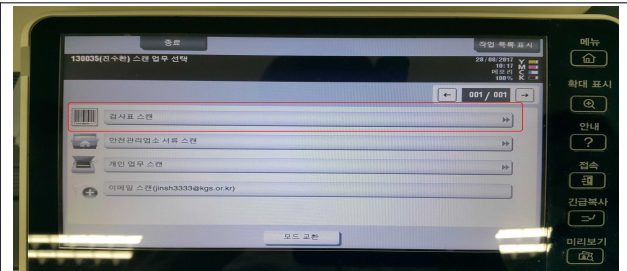 종료
작업 목록 표시
130035(진수환) 스캔 업무 선택
28/08/2017
10:17
메모리
100%
Y
M
C
K
← 001 / 001 →
검사표 스캔
안전관리업소 서류 스캔
개인 업무 스캔
이메일 스캔(jinsh3333@kgs.or.kr)
모드 교환
메뉴
확대 표시
안내
?
접속
긴급복사
미리보기